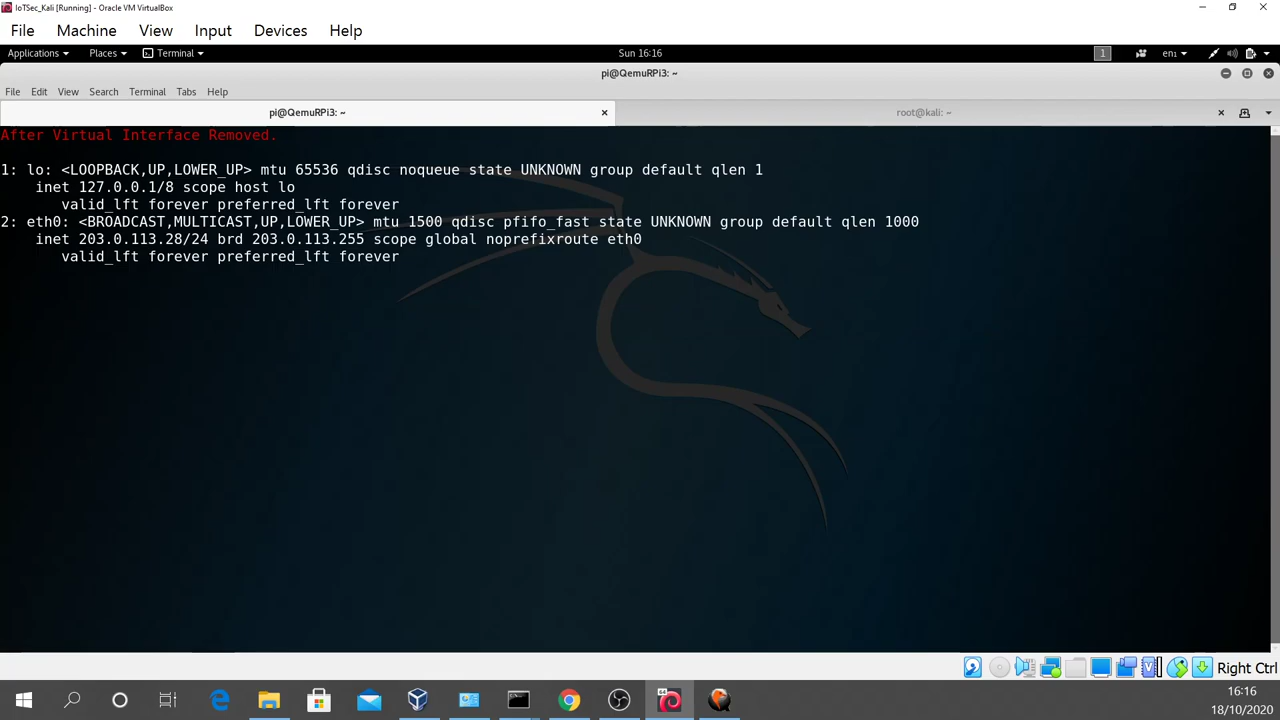 IoTSec_Kali [Running] - Oracle VM VirtualBox
File Machine View Input Devices Help
Applications Places Terminal Sun 16:16 1 en₁
pi@QemuRPi3: ~
File Edit View Search Terminal Tabs Help
pi@QemuRPi3: ~ root@kali: ~
After Virtual Interface Removed.
1: lo: <LOOPBACK,UP,LOWER_UP> mtu 65536 qdisc noqueue state UNKNOWN group default qlen 1
inet 127.0.0.1/8 scope host lo
valid_lft forever preferred_lft forever
2: eth0: <BROADCAST,MULTICAST,UP,LOWER_UP> mtu 1500 qdisc pfifo_fast state UNKNOWN group default qlen 1000
inet 203.0.113.28/24 brd 203.0.113.255 scope global noprefixroute eth0
valid_lft forever preferred_lft forever
Right Ctrl
64
16:16
18/10/2020